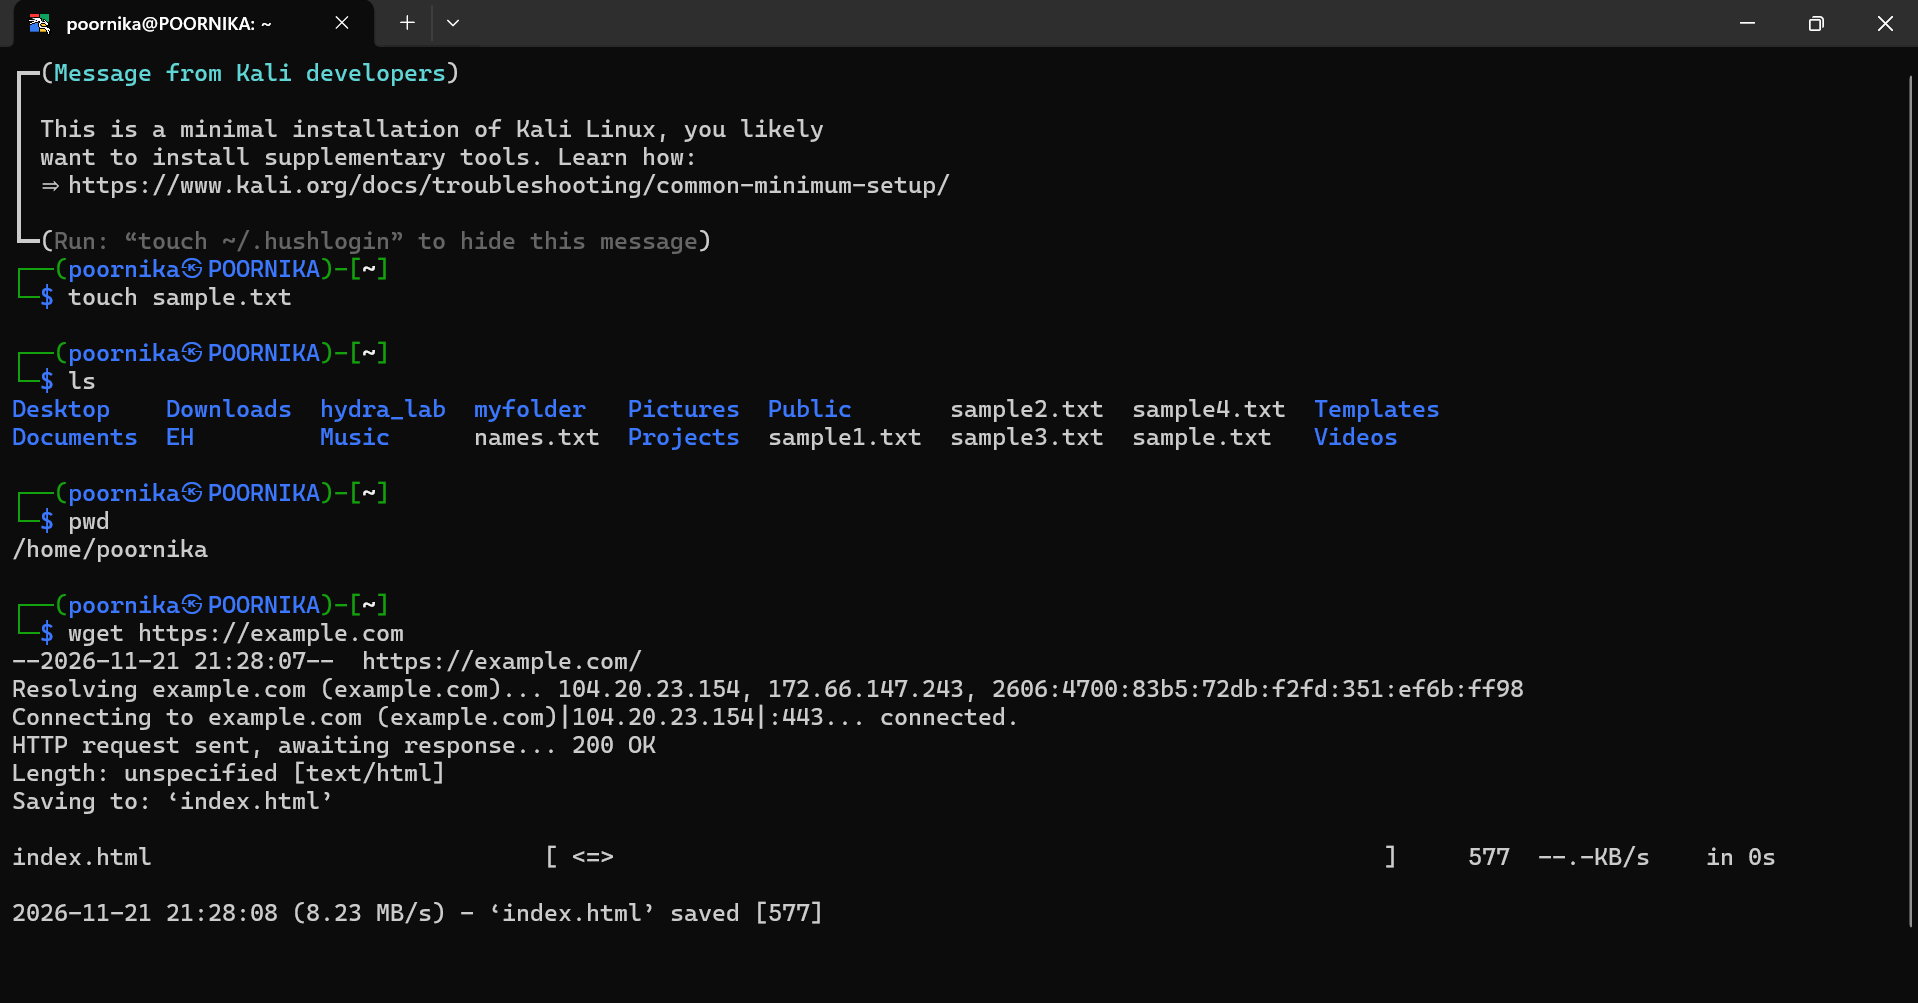 poornika@POORNIKA: ~
(Message from Kali developers)
This is a minimal installation of Kali Linux, you likely
want to install supplementary tools. Learn how:
⇒ https://www.kali.org/docs/troubleshooting/common-minimum-setup/
(Run: “touch ~/.hushlogin” to hide this message)
┌──(poornika㉿POORNIKA)-[~]
└─$ touch sample.txt
┌──(poornika㉿POORNIKA)-[~]
└─$ ls
Desktop Downloads hydra_lab myfolder Pictures Public sample2.txt sample4.txt Templates
Documents EH Music names.txt Projects sample1.txt sample3.txt sample.txt Videos
┌──(poornika㉿POORNIKA)-[~]
└─$ pwd
/home/poornika
┌──(poornika㉿POORNIKA)-[~]
└─$ wget https://example.com
--2026-11-21 21:28:07-- https://example.com/
Resolving example.com (example.com)... 104.20.23.154, 172.66.147.243, 2606:4700:83b5:72db:f2fd:351:ef6b:ff98
Connecting to example.com (example.com)|104.20.23.154|:443... connected.
HTTP request sent, awaiting response... 200 OK
Length: unspecified [text/html]
Saving to: ‘index.html’
index.html [ <=> ] 577 --.-KB/s in 0s
2026-11-21 21:28:08 (8.23 MB/s) - ‘index.html’ saved [577]